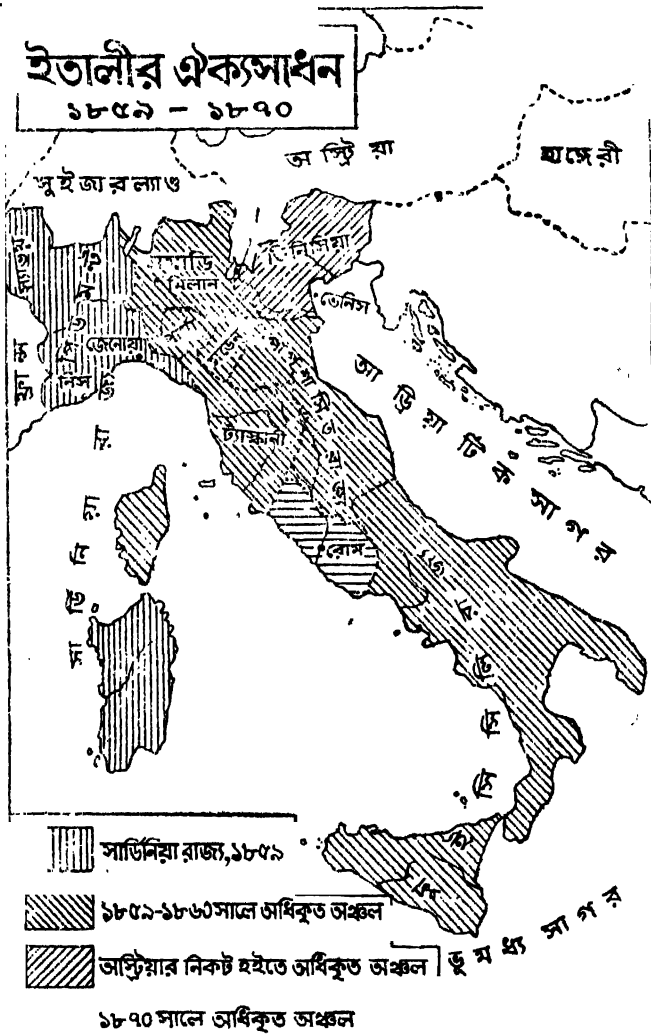 ইতালীর ঐক্যসাধন
১৮৫৯ - ১৮৭০
অস্ট্রিয়া
হাঙ্গেরী
সুইজারল্যাণ্ড
মিলান
ভেনিস
জেনোয়া
নিস
ফ্রান্স
ট্যাস্কানী
রোম
আড্রিয়াটিক সাগর
সার্ডিনিয়া রাজ্য,১৮৫৯
১৮৫৯-১৮৬০সালে অধিকৃত অঞ্চল
অস্ট্রিয়ার নিকট হইতে অধিকৃত অঞ্চল
ভূমধ্য সাগর
১৮৭০ সালে অধিকৃত অঞ্চল